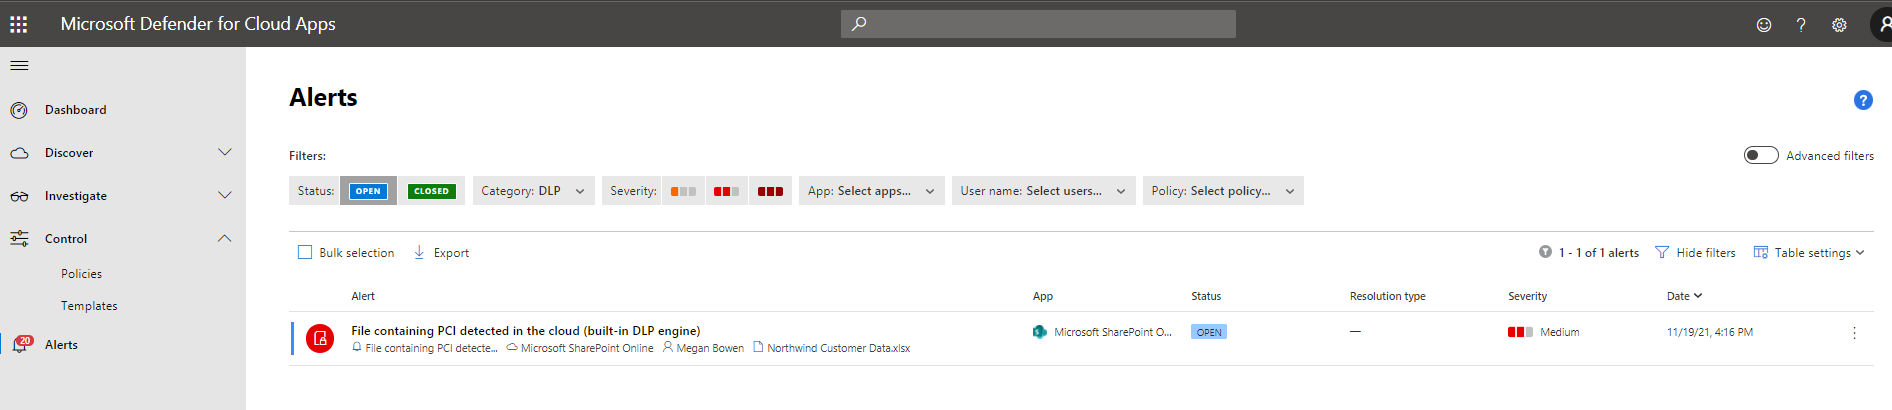 Microsoft Defender for Cloud Apps
?
Dashboard
Discover
Investigate
Control
Policies
Templates
20
Alerts
Alerts
?
Filters:
Advanced filters
Status: OPEN CLOSED Category: DLP Severity: App: Select apps... User name: Select users... Policy: Select policy...
Bulk selection Export 1 - 1 of 1 alerts Hide filters Table settings
Alert App Status Resolution type Severity Date
File containing PCI detected in the cloud (built-in DLP engine) Microsoft SharePoint O... OPEN — Medium 11/19/21, 4:16 PM
File containing PCI detecte... Microsoft SharePoint Online Megan Bowen Northwind Customer Data.xlsx